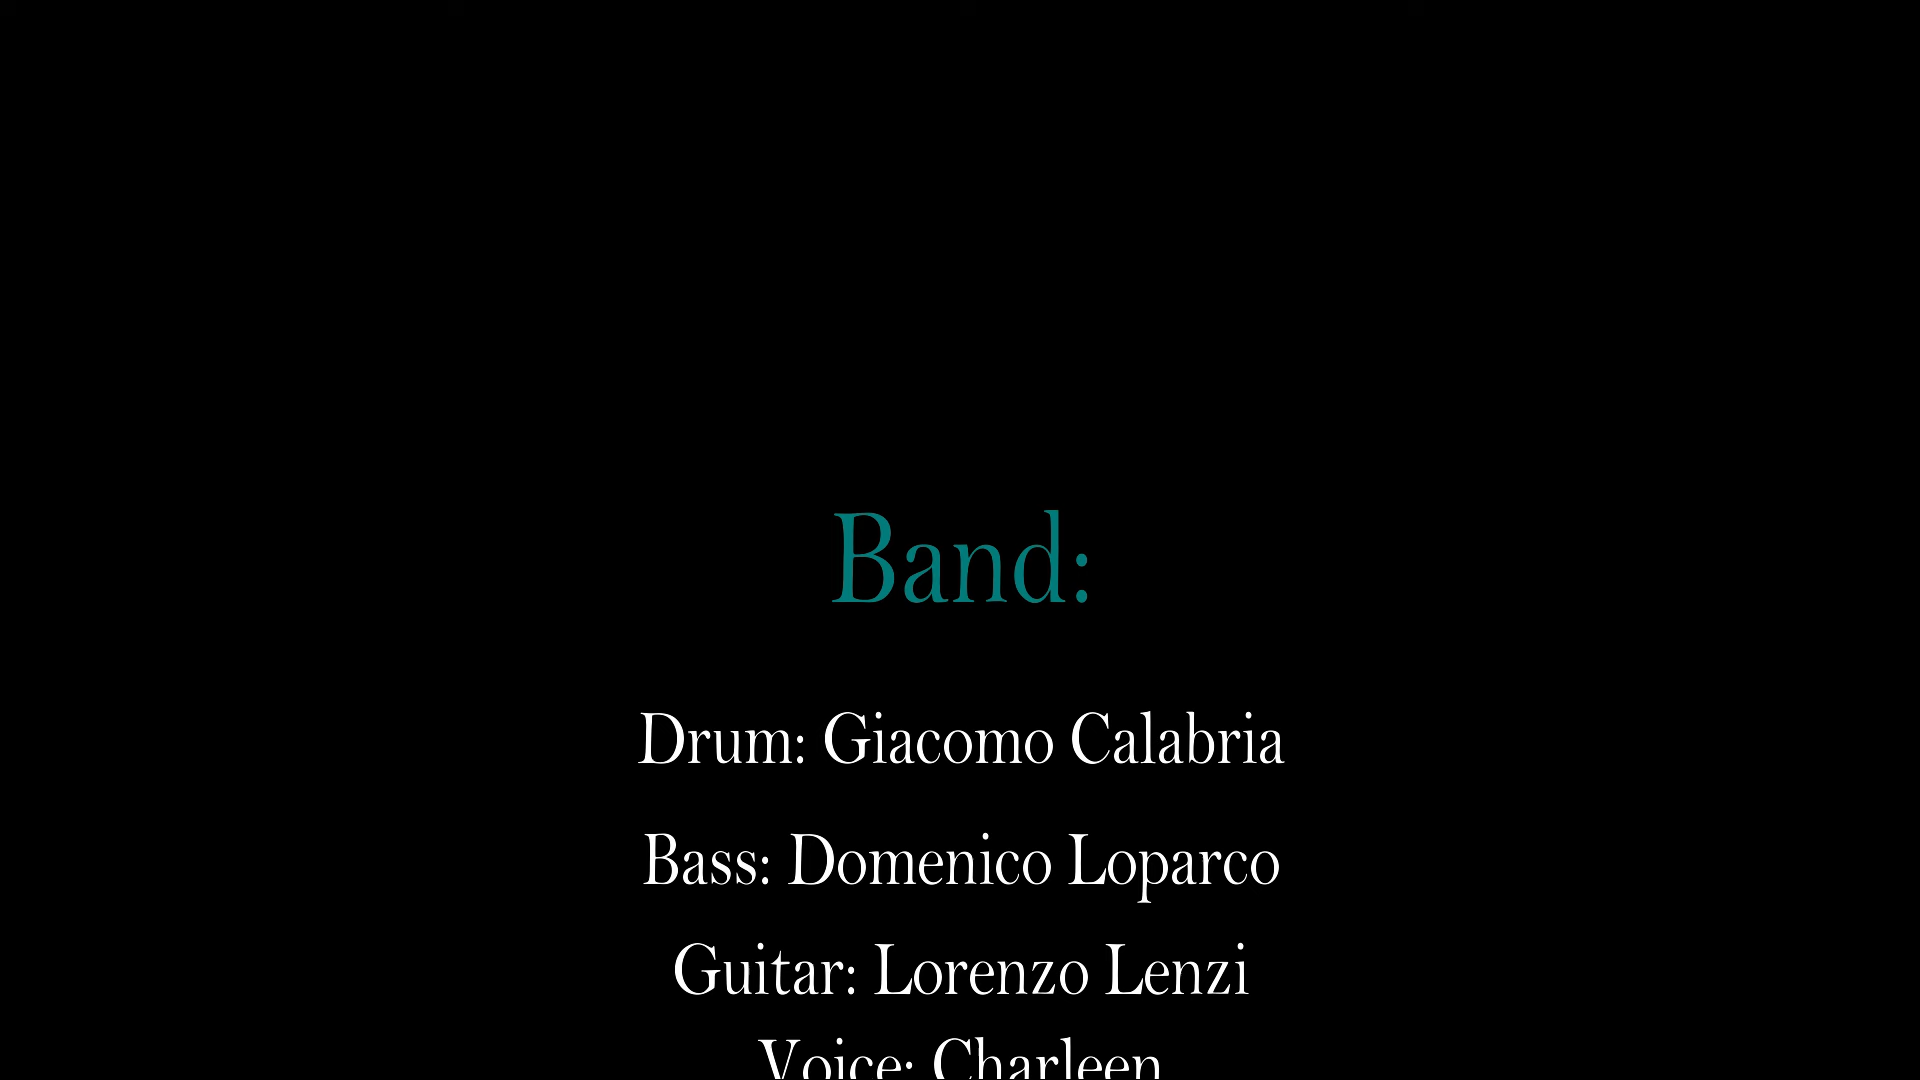 Band:
Drum: Giacomo Calabria
Bass: Domenico Loparco
Guitar: Lorenzo Lenzi
Voice: Charleen